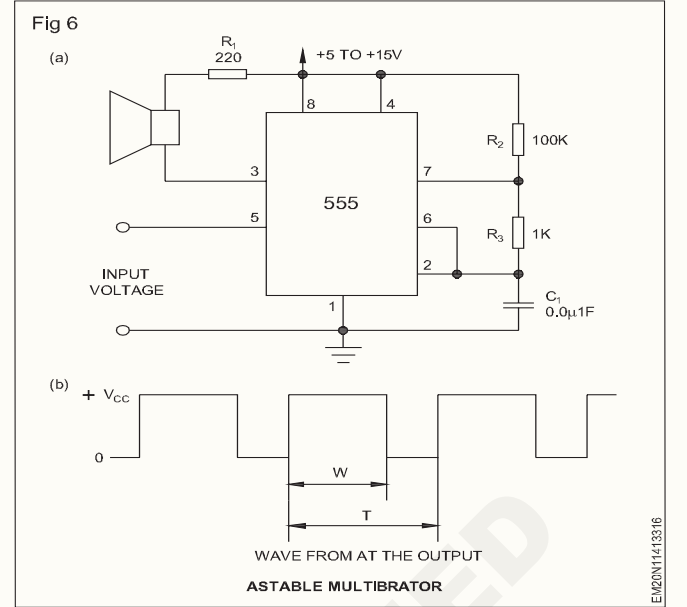 Fig 6
(a)
R1
220
+5 TO +15V
8
4
R2 100K
3
7
555
5
6
R3 1K
2
INPUT
VOLTAGE
1
C1
0.0µ1F
(b)
+ VCC
0
W
T
WAVE FROM AT THE OUTPUT
ASTABLE MULTIBRATOR
EM20N11413316